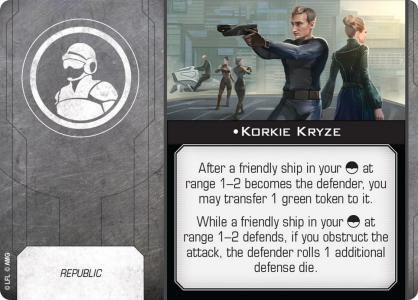 •Korkie Kryze
After a friendly ship in your at
range 1–2 becomes the defender, you
may transfer 1 green token to it.
While a friendly ship in your at
range 1–2 defends, if you obstruct the
attack, the defender rolls 1 additional
defense die.
REPUBLIC
© LFL © AMG